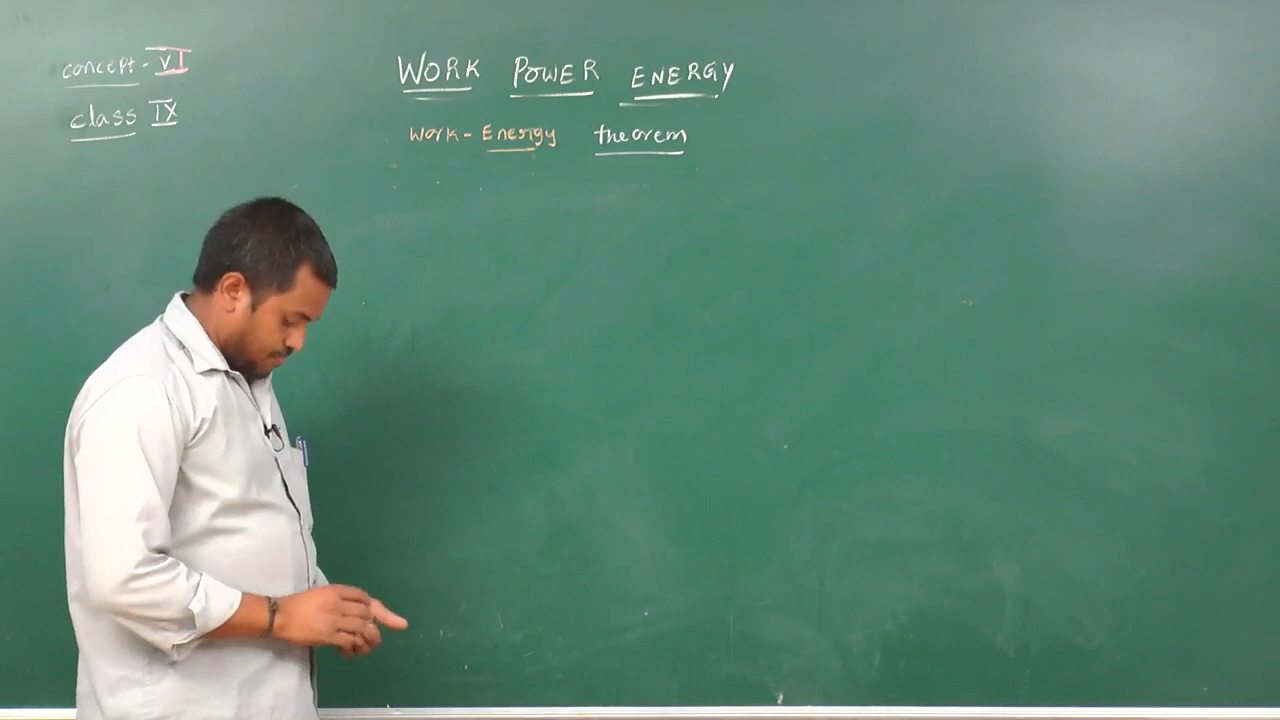 concept - VI
class IX
WORK POWER ENERGY
Work - Energy theorem